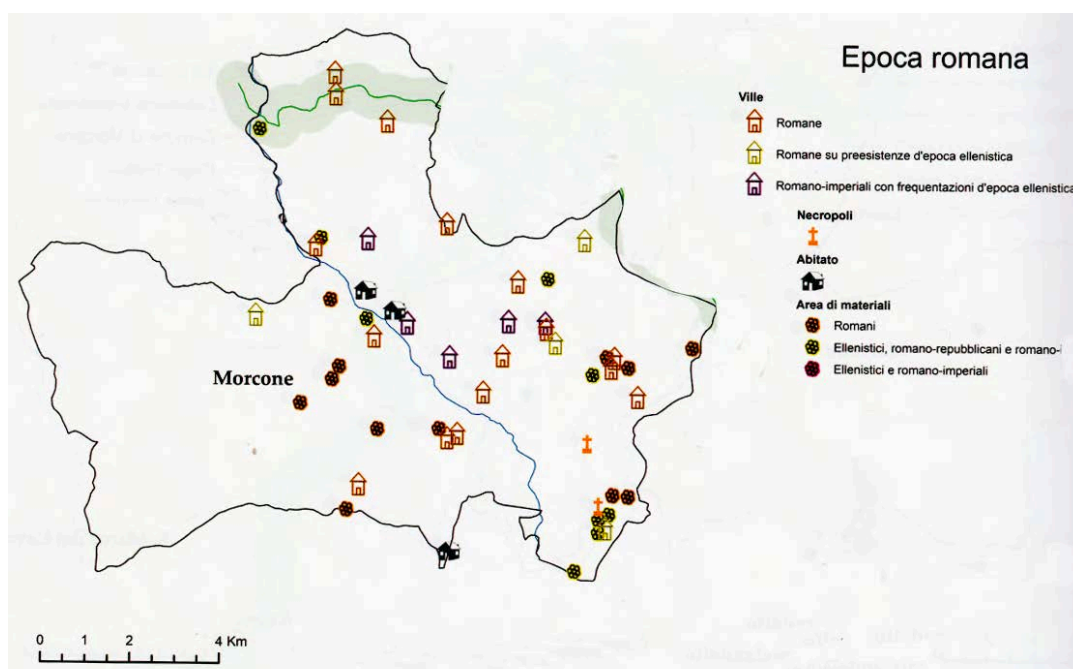 Epoca romana
Ville
Romane
Romane su preesistenze d'epoca ellenistica
Romano-imperiali con frequentazioni d'epoca ellenistica
Necropoli
Abitato
Area di materiali
Romani
Ellenistici, romano-repubblicani e romano-i
Ellenistici e romano-imperiali
Morcone
0 1 2 4 Km